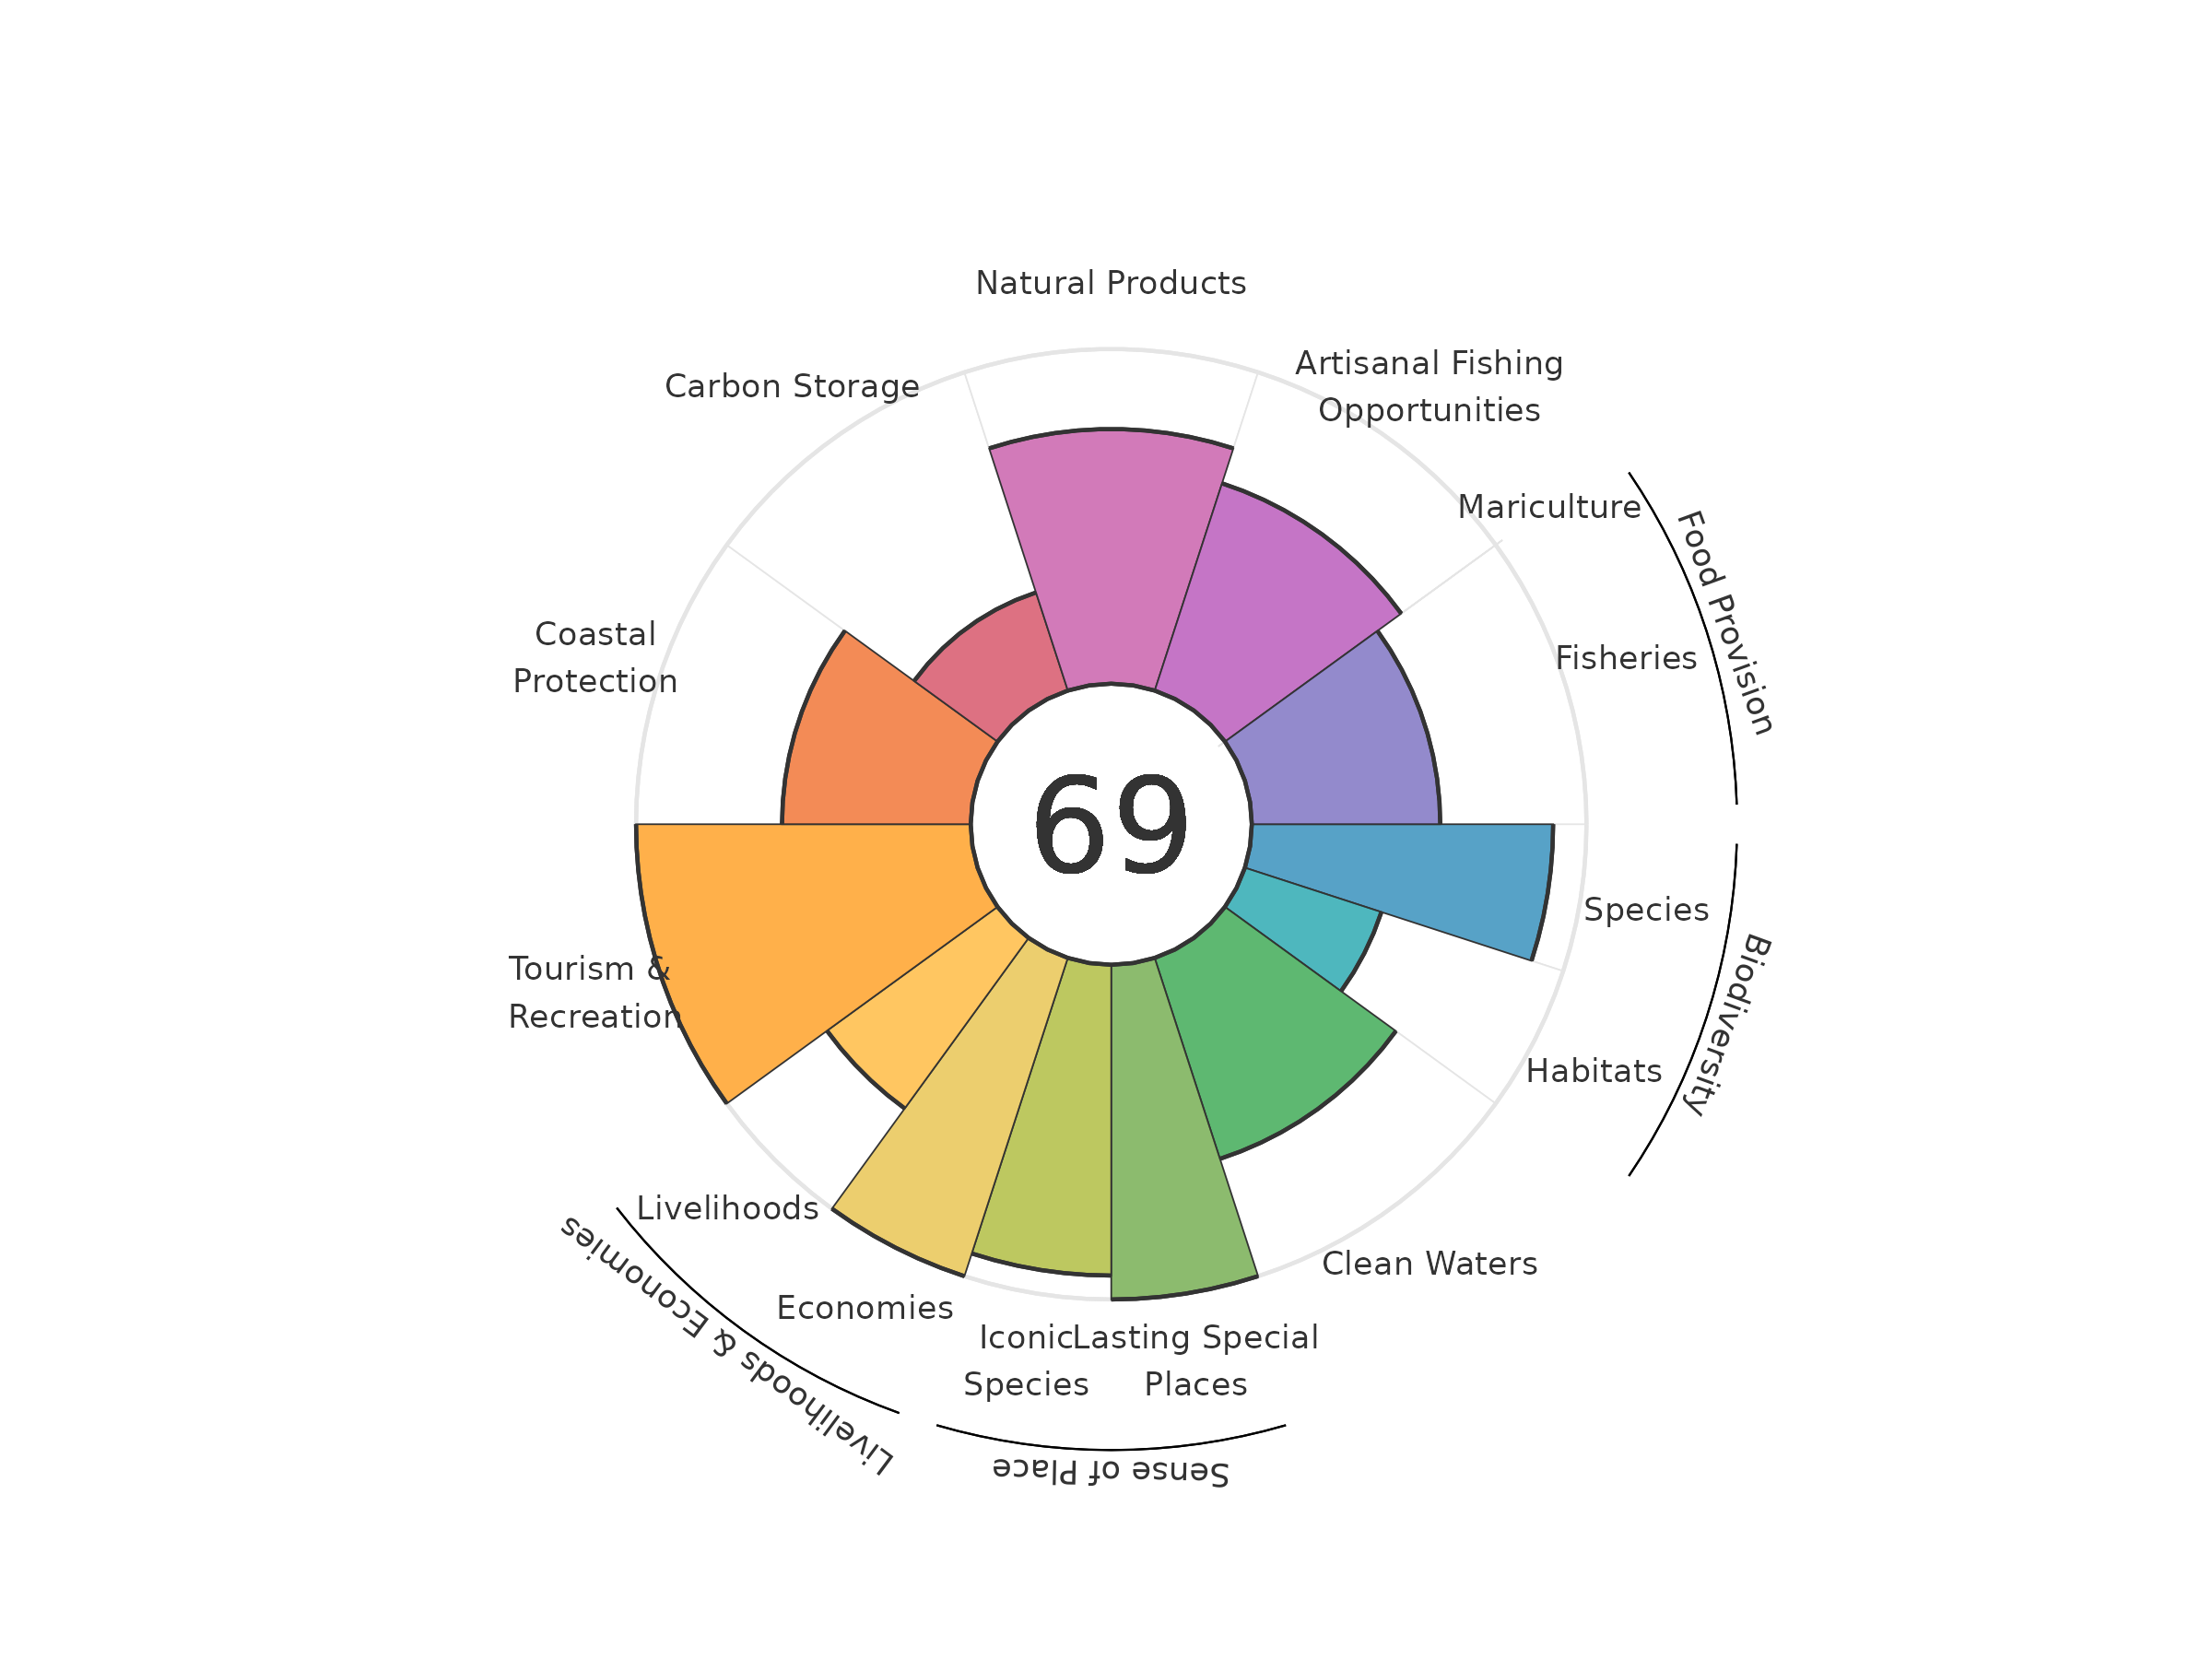 Natural Products
Artisanal Fishing
Opportunities
Carbon Storage
Mariculture
Food Provision
Coastal
Protection
Fisheries
69
Species
Biodiversity
Tourism &
Recreation
Habitats
Livelihoods
Clean Waters
Economies
Livelihoods & Economies
Iconic
Species
Lasting Special
Places
Sense of Place